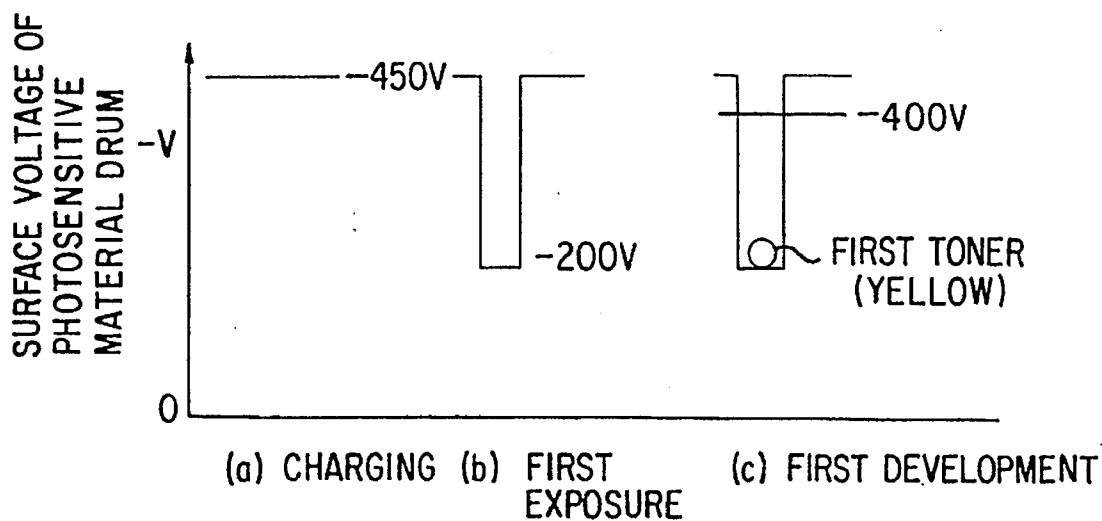 SURFACE VOLTAGE OF
PHOTOSENSITIVE
MATERIAL DRUM
-V
0
-450V
-200V
-400V
FIRST TONER
(YELLOW)
(a) CHARGING
(b) FIRST
EXPOSURE
(c) FIRST DEVELOPMENT